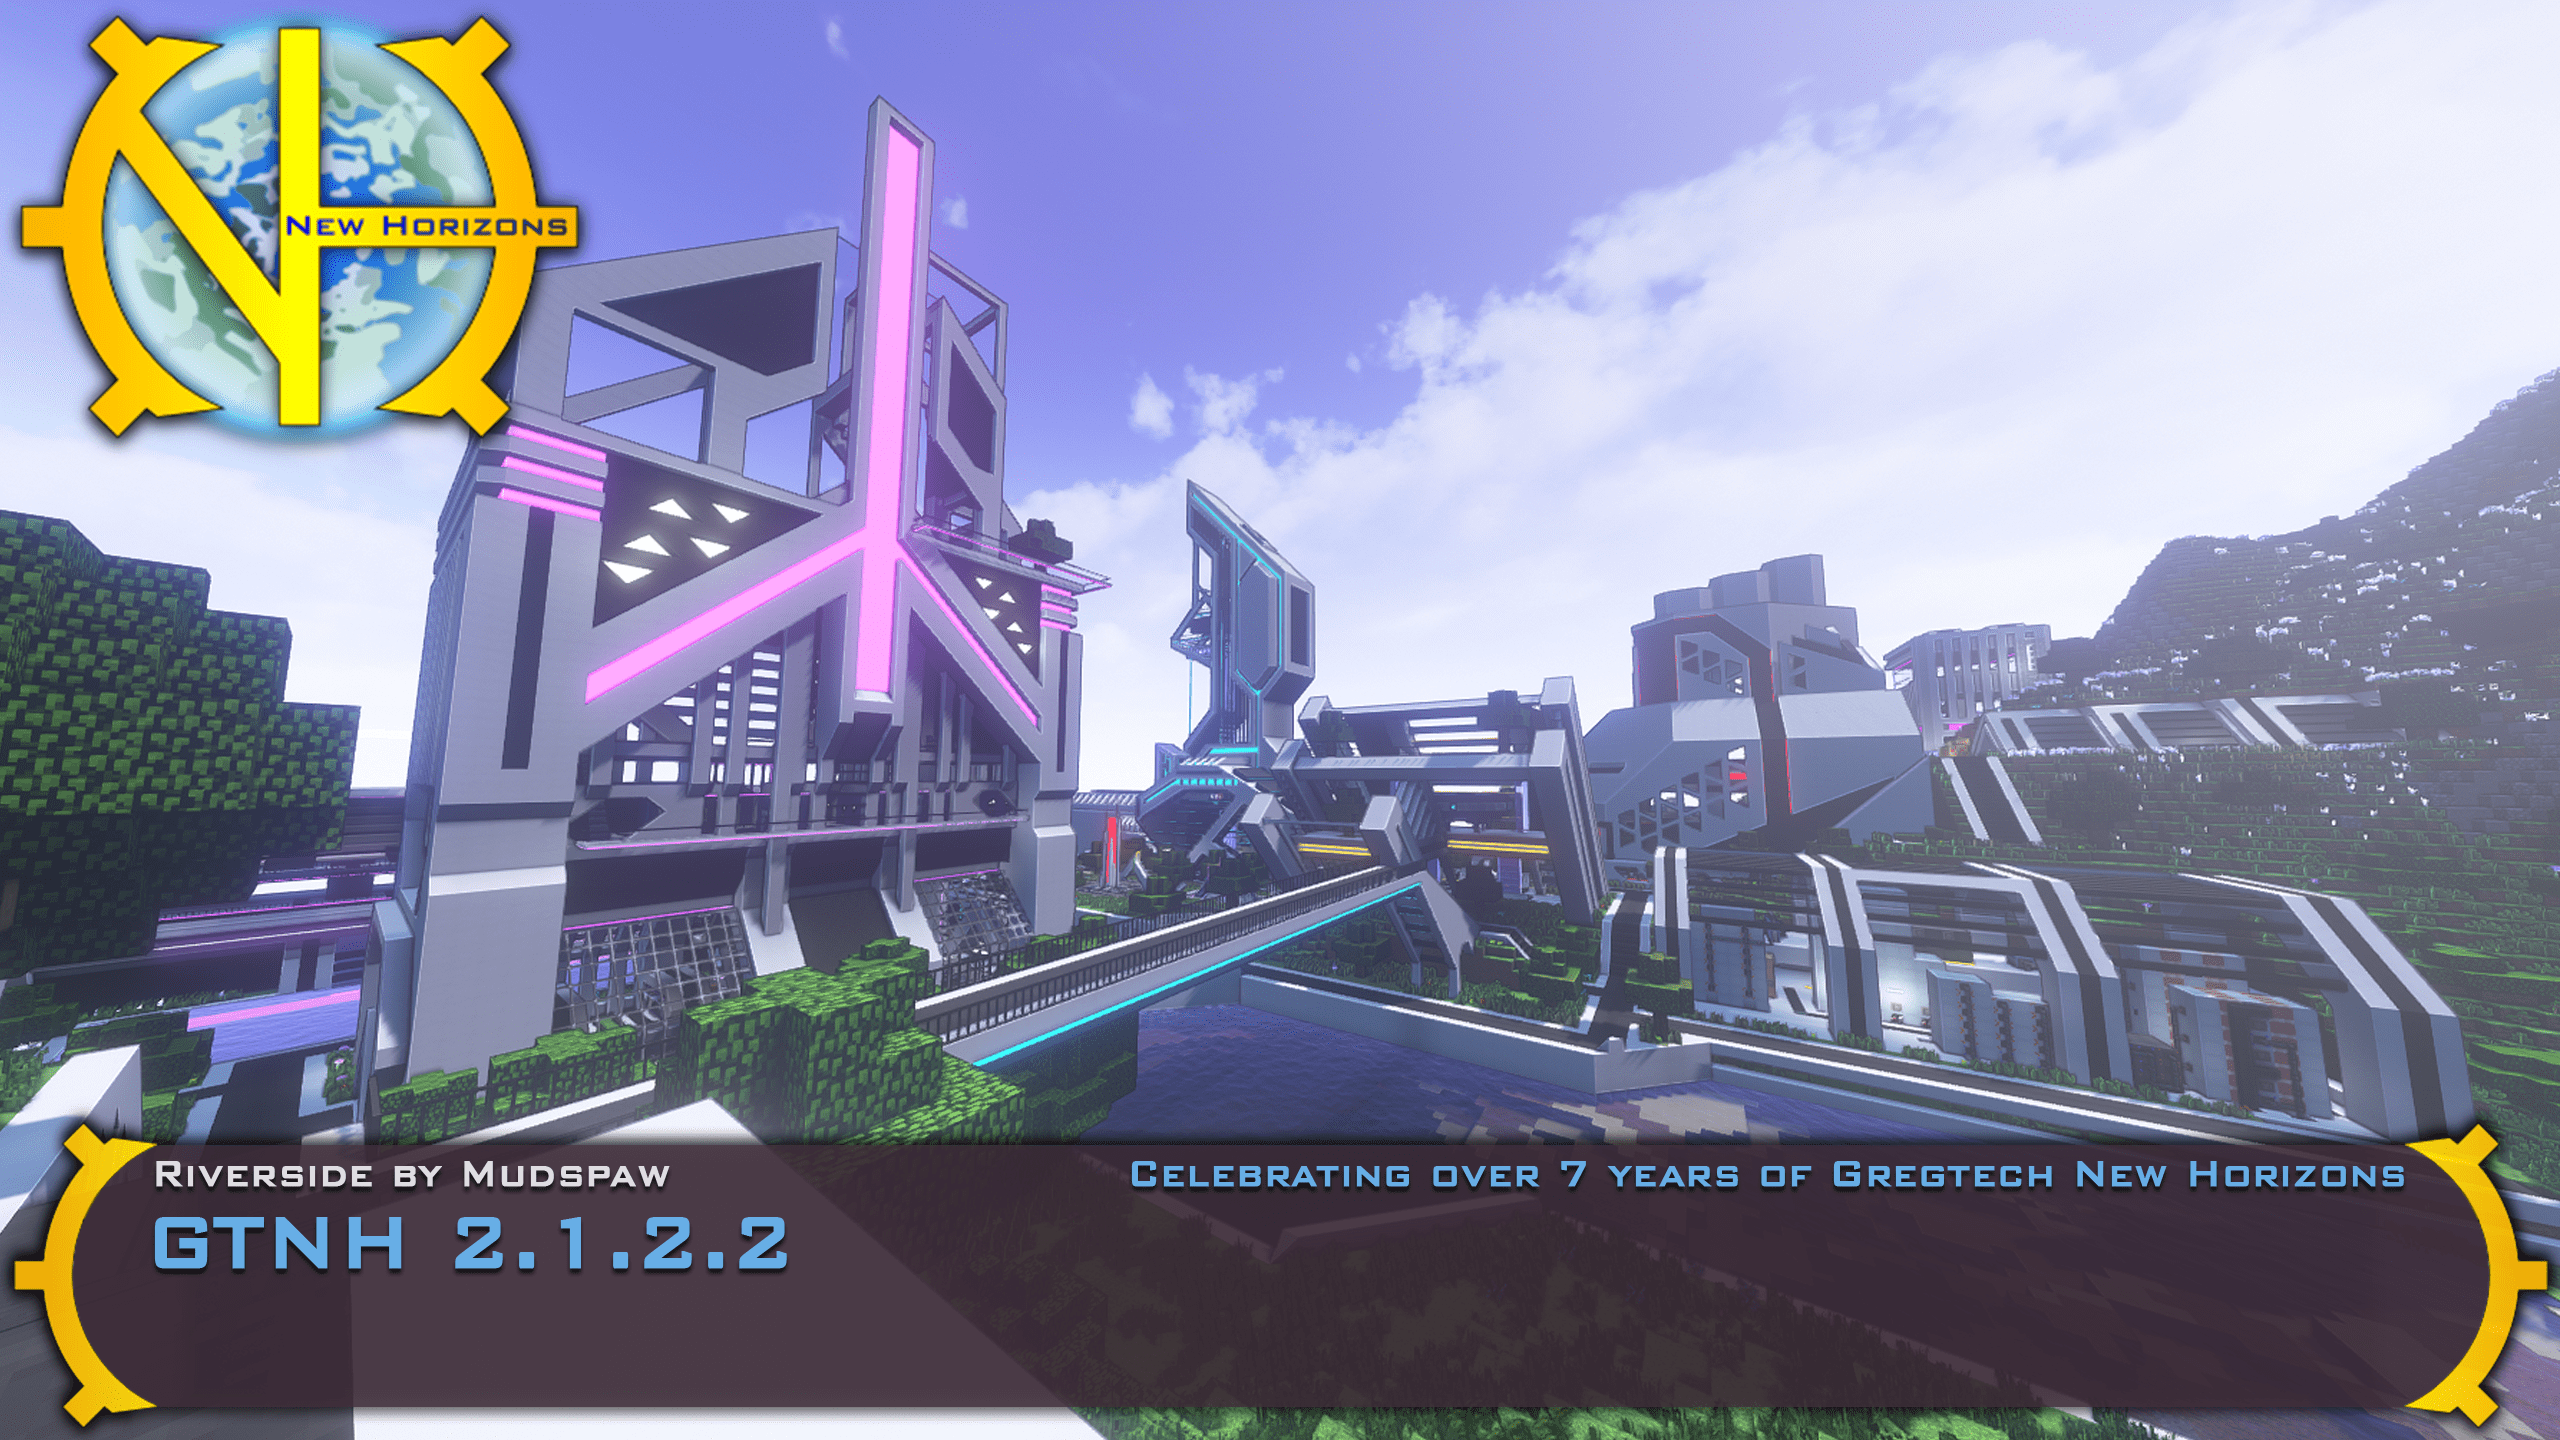 New Horizons
Riverside by Mudspaw
Celebrating over 7 years of Gregtech New Horizons
GTNH 2.1.2.2